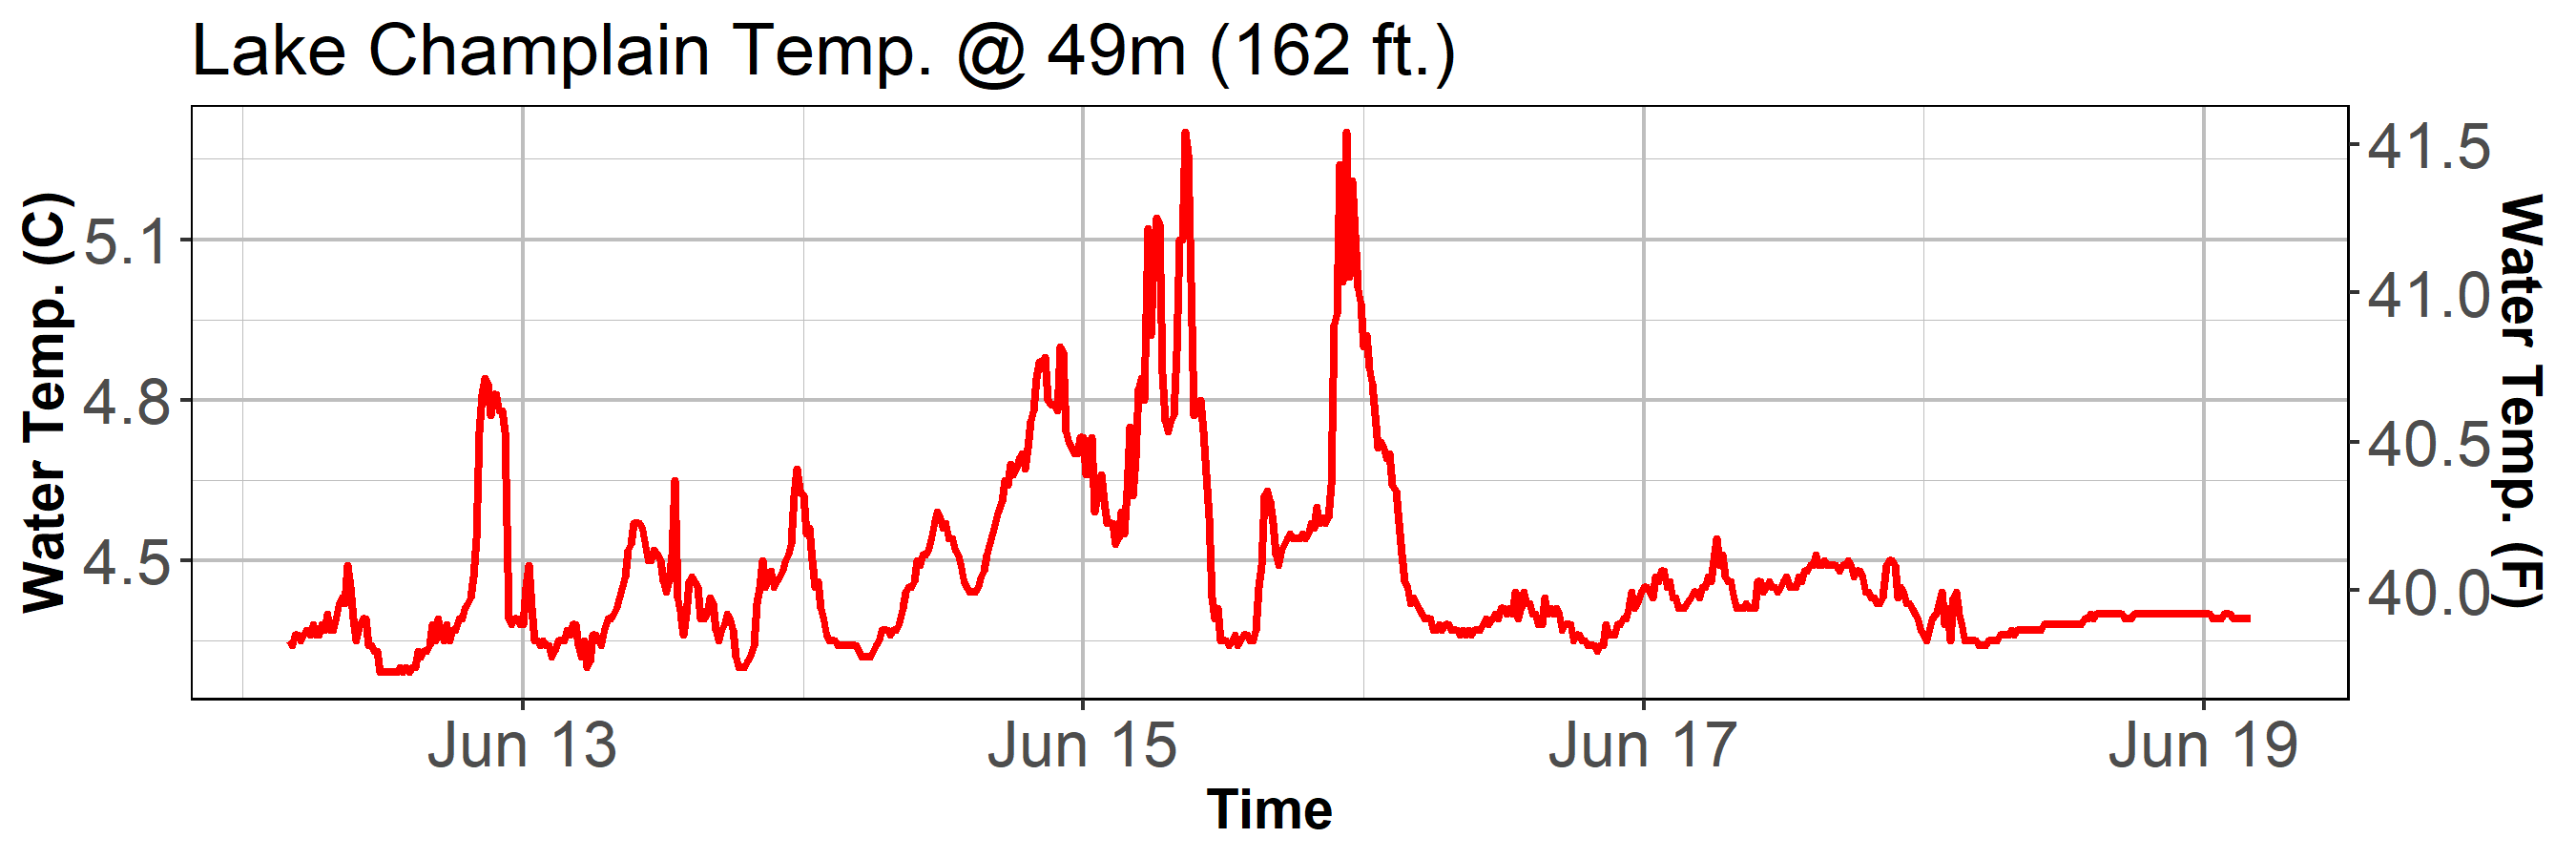 Lake Champlain Temp. @ 49m (162 ft.)
Water Temp. (C)
5.1
4.8
4.5
41.5
41.0
40.5
40.0
Water Temp. (F)
Jun 13 Jun 15 Jun 17 Jun 19
Time